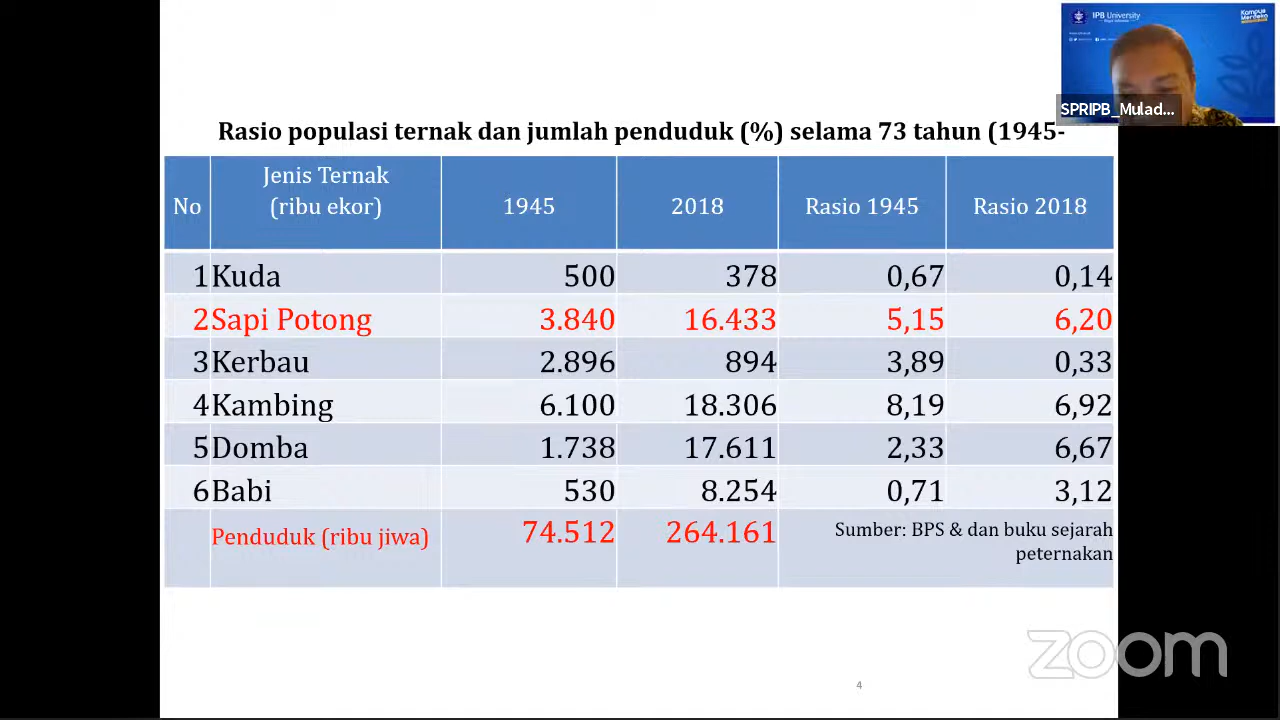 IPB University
Kampus
Merdeka
SPRIPB_Mulad...
Rasio populasi ternak dan jumlah penduduk (%) selama 73 tahun (1945-
No Jenis Ternak (ribu ekor) 1945 2018 Rasio 1945 Rasio 2018
1 Kuda 500 378 0,67 0,14
2 Sapi Potong 3.840 16.433 5,15 6,20
3 Kerbau 2.896 894 3,89 0,33
4 Kambing 6.100 18.306 8,19 6,92
5 Domba 1.738 17.611 2,33 6,67
6 Babi 530 8.254 0,71 3,12
Penduduk (ribu jiwa) 74.512 264.161 Sumber: BPS & dan buku sejarah
peternakan
zoom
4